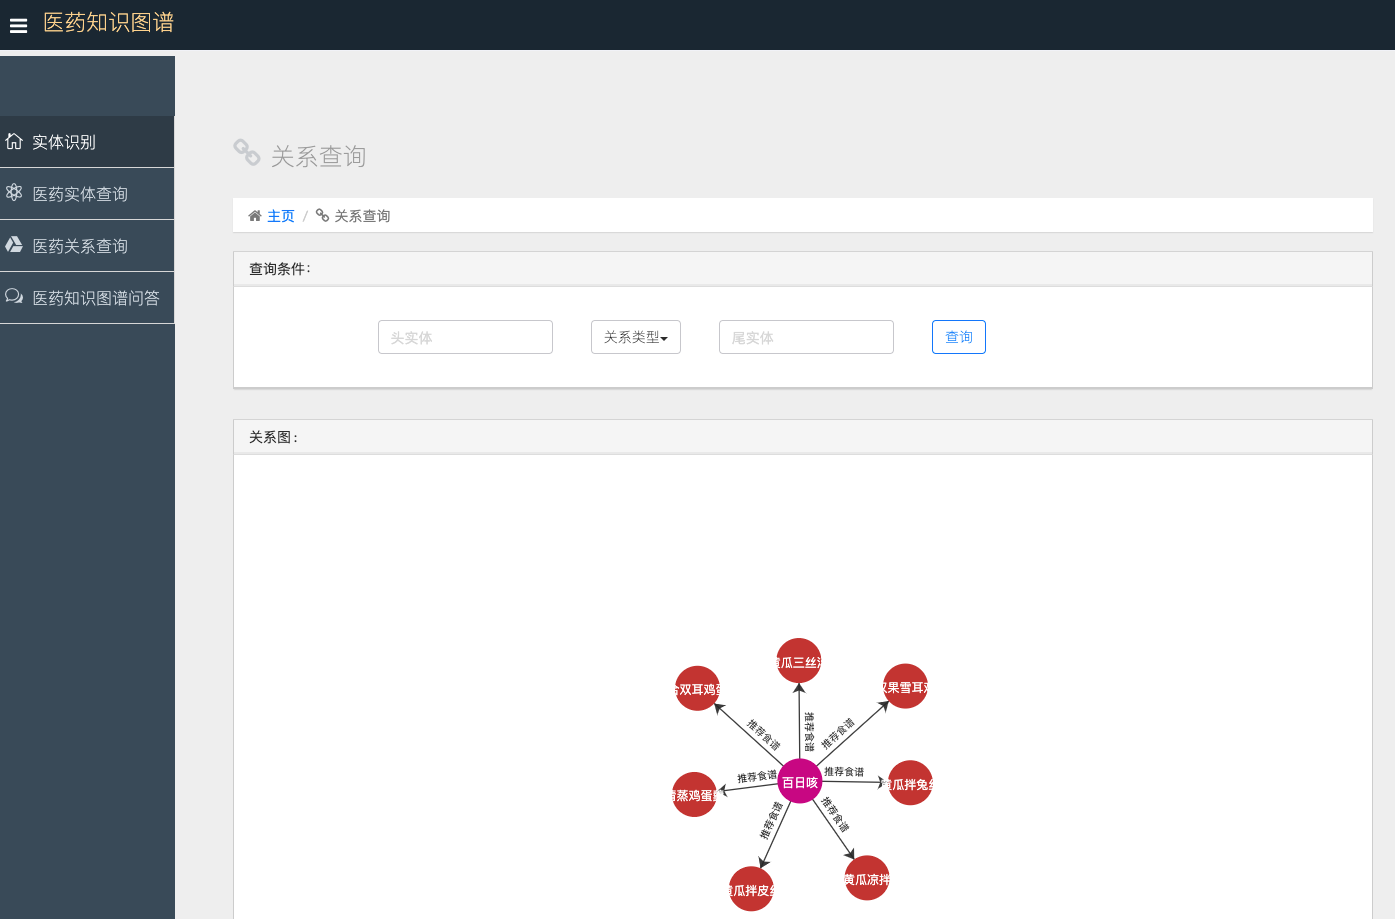 医药知识图谱
实体识别
医药实体查询
医药关系查询
医药知识图谱问答
关系查询
主页 / 关系查询
查询条件:
头实体
关系类型
尾实体
查询
关系图:
瓜三丝
双耳鸡
果雪耳
推荐食谱
推荐食谱
推荐食谱
推荐食谱
推荐食谱
百日咳
瓜拌兔
蒸鸡蛋
推荐食谱
推荐食谱
黄瓜凉拌
瓜拌皮